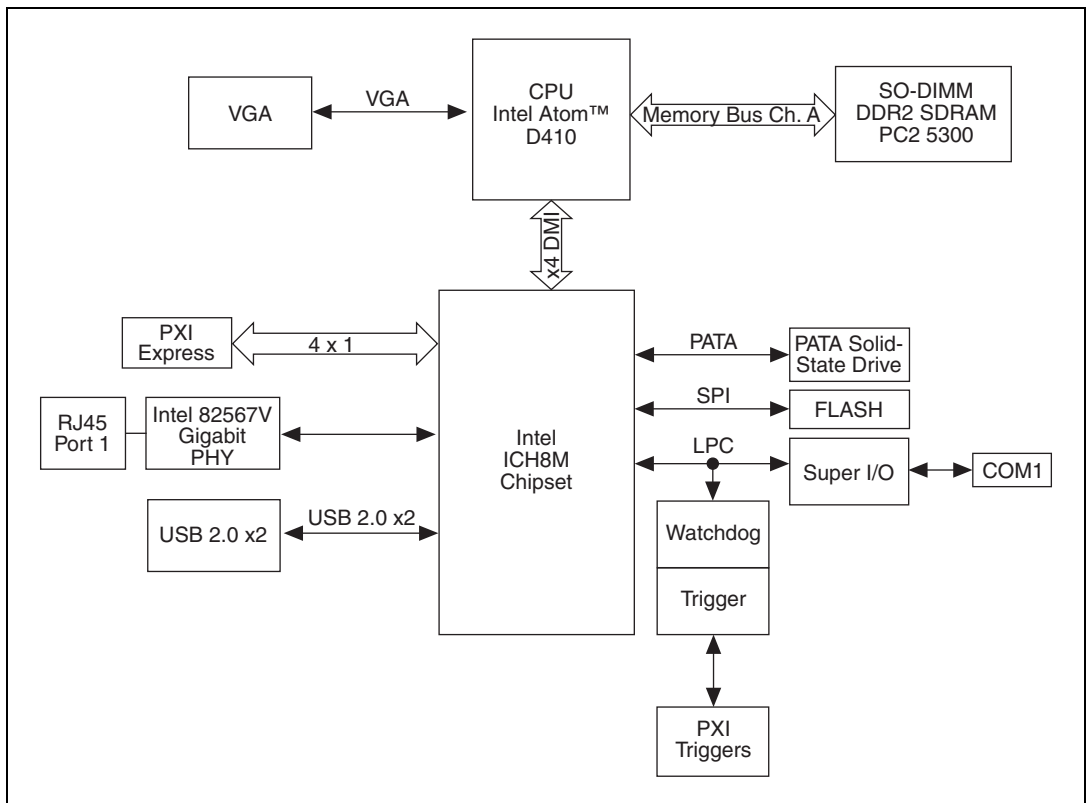 VGA
VGA
CPU
Intel Atom™
D410
Memory Bus Ch. A
SO-DIMM
DDR2 SDRAM
PC2 5300
x4 DMI
PXI
Express
4 x 1
RJ45
Port 1
Intel 82567V
Gigabit
PHY
USB 2.0 x2
USB 2.0 x2
Intel
ICH8M
Chipset
PATA
PATA Solid-
State Drive
SPI
FLASH
LPC
Super I/O
COM1
Watchdog
Trigger
PXI
Triggers